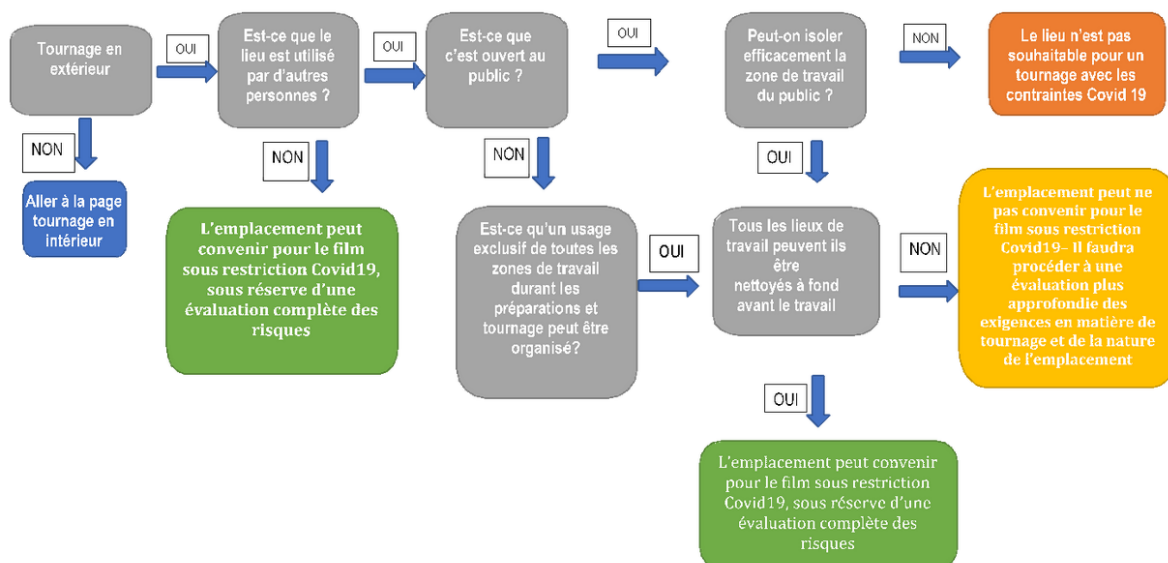 Tournage en
extérieur
OUI
Est-ce que le
lieu est utilisé
par d'autres
personnes ?
OUI
Est-ce que
c'est ouvert au
public ?
OUI
Peut-on isoler
efficacement la
zone de travail
du public ?
NON
Le lieu n'est pas
souhaitable pour un
tournage avec les
contraintes Covid 19
NON
NON
NON
OUI
Aller à la page
tournage en
intérieur
L'emplacement peut
convenir pour le film
sous restriction Covid19,
sous réserve d'une
évaluation complète des
risques
Est-ce qu'un usage
exclusif de toutes les
zones de travail
durant les
préparations et
tournage peut être
organisé?
OUI
Tous les lieux de
travail peuvent ils
être
nettoyés à fond
avant le travail
NON
L'emplacement peut ne
pas convenir pour le
film sous restriction
Covid19– Il faudra
procéder à une
évaluation plus
approfondie des
exigences en matière de
tournage et de la nature
de l'emplacement
OUI
L'emplacement peut convenir
pour le film sous restriction
Covid19, sous réserve d'une
évaluation complète des
risques